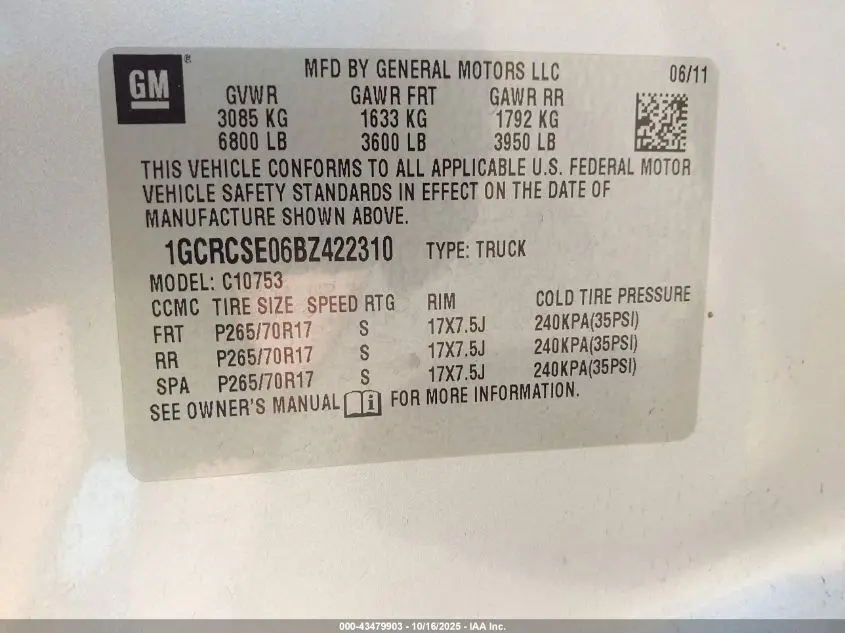 GM ®
MFD BY GENERAL MOTORS LLC 06/11
GVWR GAWR FRT GAWR RR
3085 KG 1633 KG 1792 KG
6800 LB 3600 LB 3950 LB
THIS VEHICLE CONFORMS TO ALL APPLICABLE U.S. FEDERAL MOTOR
VEHICLE SAFETY STANDARDS IN EFFECT ON THE DATE OF
MANUFACTURE SHOWN ABOVE.
1GCRCSE06BZ422310 TYPE: TRUCK
MODEL: C10753
CCMC TIRE SIZE SPEED RTG RIM COLD TIRE PRESSURE
FRT P265/70R17 S 17X7.5J 240KPA(35PSI)
RR P265/70R17 S 17X7.5J 240KPA(35PSI)
SPA P265/70R17 S 17X7.5J 240KPA(35PSI)
SEE OWNER'S MANUAL i FOR MORE INFORMATION.
000-43479903 - 10/16/2025 - IAA Inc.